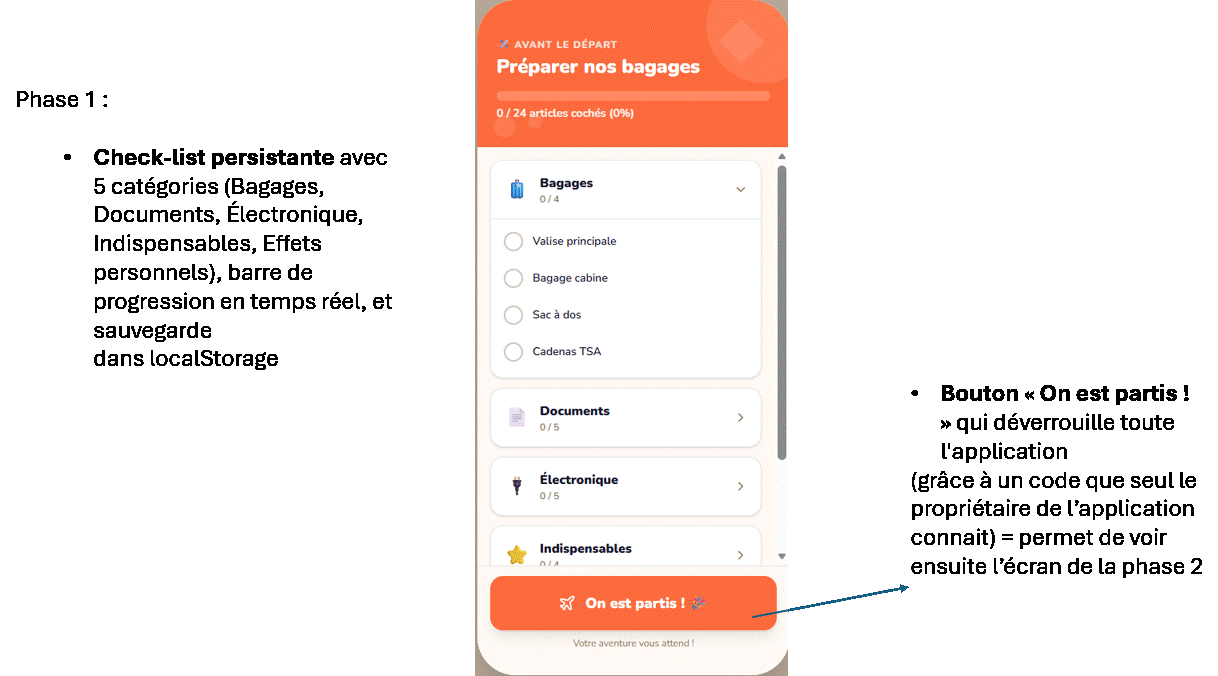 Phase 1 :
• Check-list persistante avec
5 catégories (Bagages,
Documents, Électronique,
Indispensables, Effets
personnels), barre de
progression en temps réel, et
sauvegarde
dans localStorage
AVANT LE DÉPART
Préparer nos bagages
0 / 24 articles cochés (0%)
Bagages
0 / 4
Valise principale
Bagage cabine
Sac à dos
Cadenas TSA
Documents
0 / 5
Électronique
0 / 5
Indispensables
0 / 4
On est partis !
Votre aventure vous attend !
• Bouton « On est partis !
» qui déverrouille toute
l'application
(grâce à un code que seul le
propriétaire de l’application
connait) = permet de voir
ensuite l’écran de la phase 2